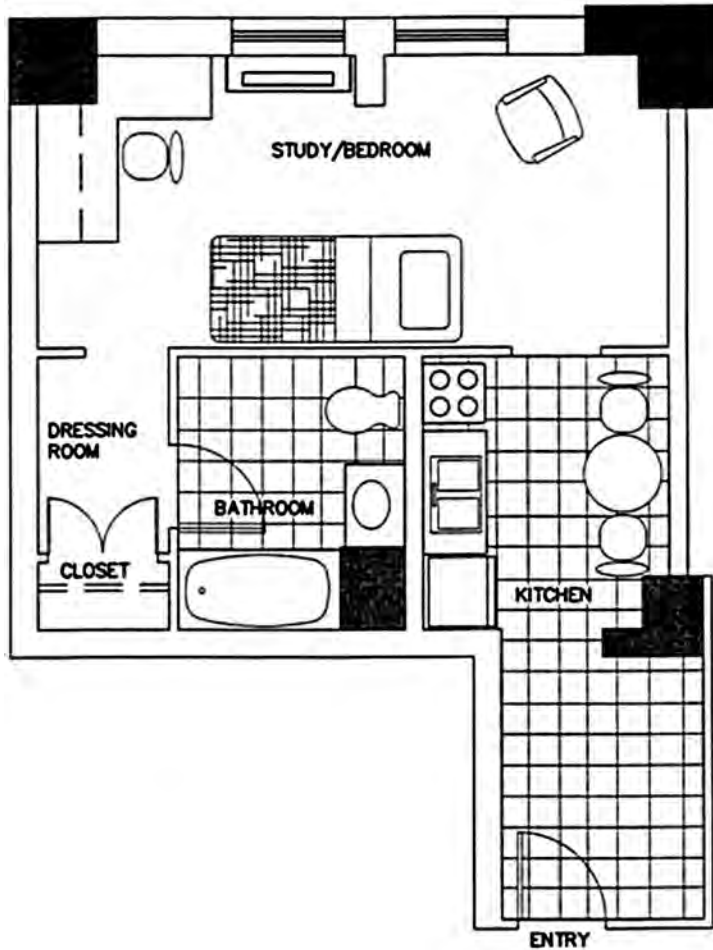 STUDY/BEDROOM
DRESSING
ROOM
BATHROOM
CLOSET
KITCHEN
ENTRY